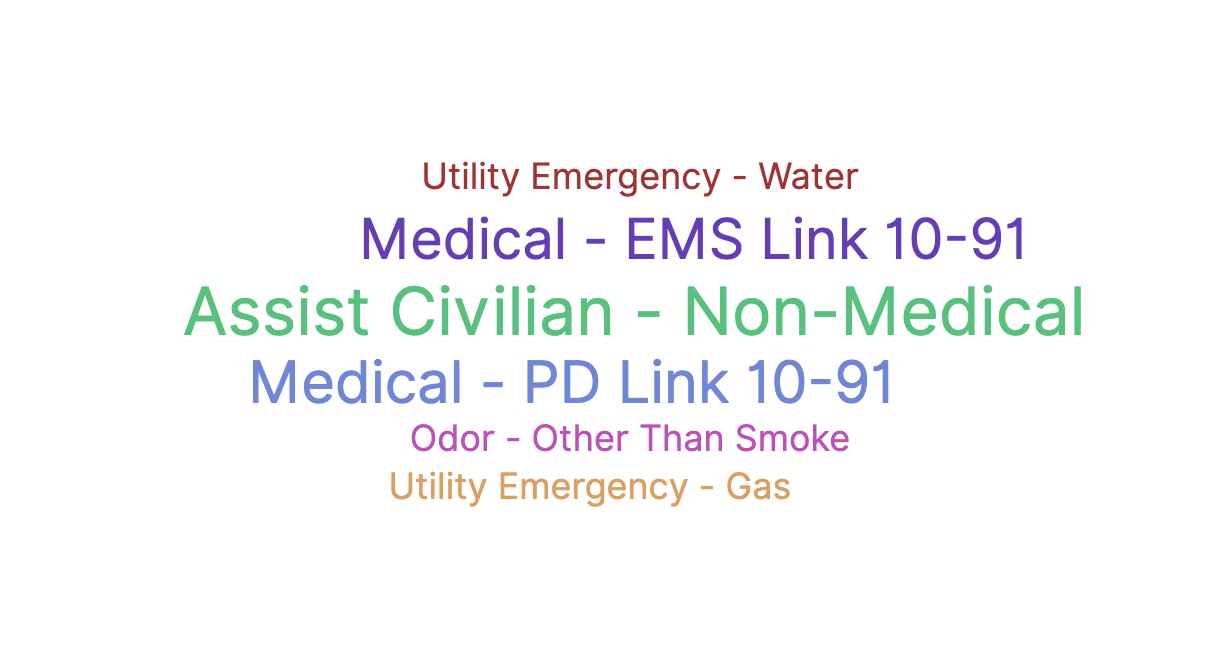 Utility Emergency - Water
Medical - EMS Link 10-91
Assist Civilian - Non-Medical
Medical - PD Link 10-91
Odor - Other Than Smoke
Utility Emergency - Gas